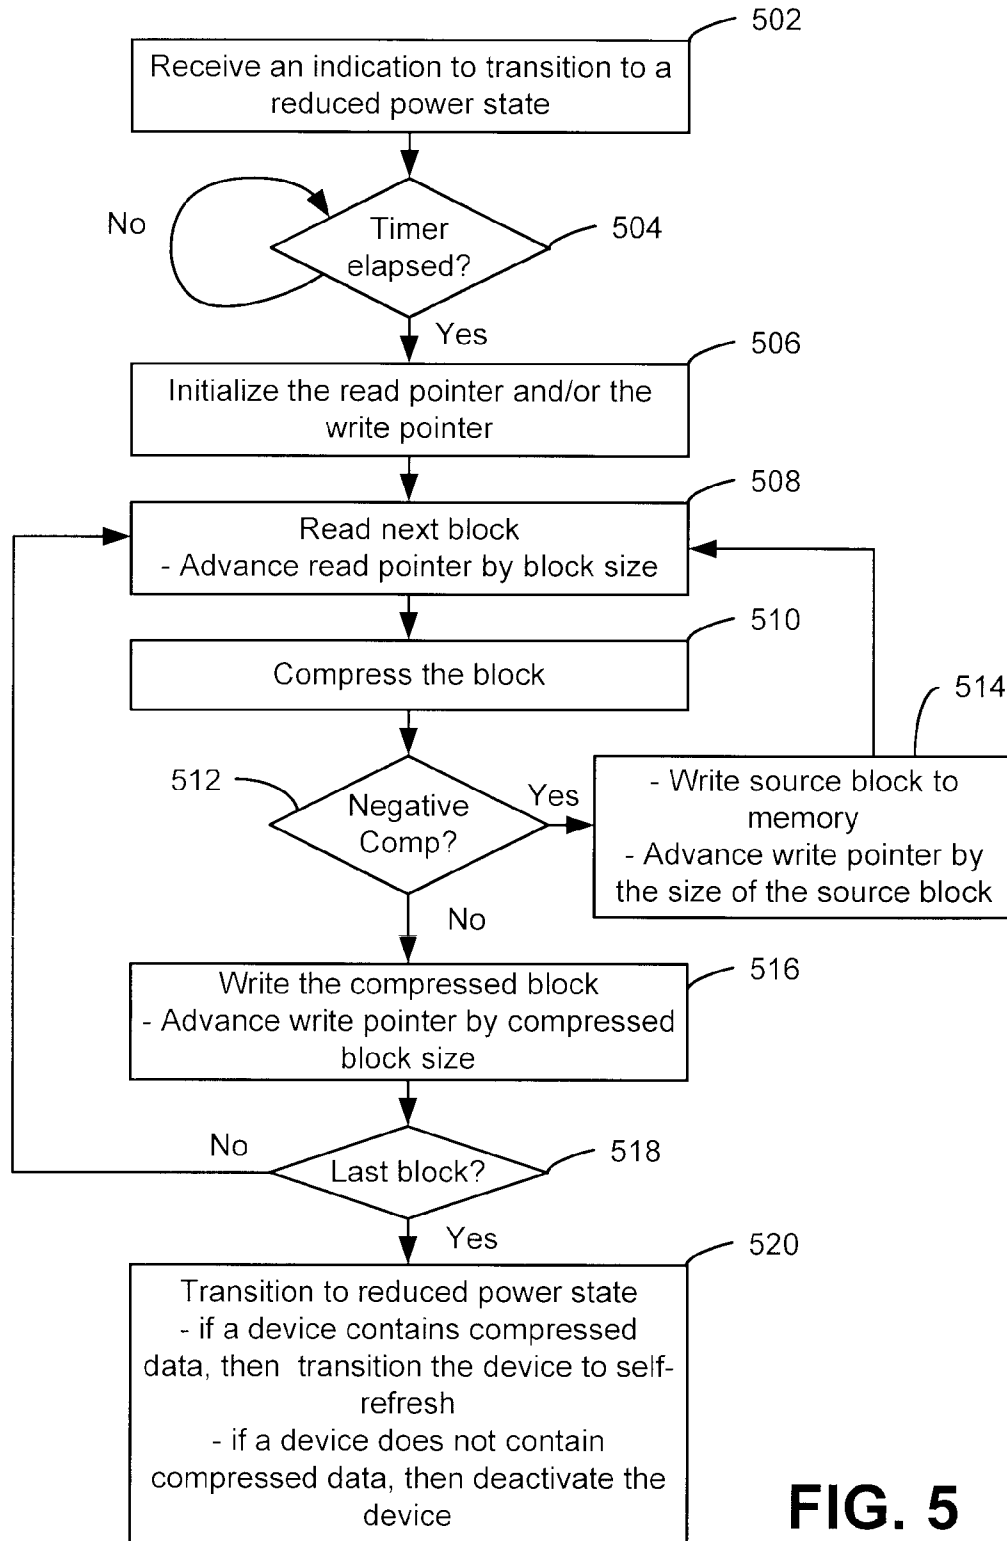 502
Receive an indication to transition to a
reduced power state
No
Timer
elapsed?
504
Yes
506
Initialize the read pointer and/or the
write pointer
508
Read next block
- Advance read pointer by block size
510
Compress the block
514
512
Negative
Comp?
Yes
- Write source block to
memory
- Advance write pointer by
the size of the source block
No
516
Write the compressed block
- Advance write pointer by compressed
block size
No
Last block?
518
Yes
520
Transition to reduced power state
- if a device contains compressed
data, then transition the device to self-
refresh
- if a device does not contain
compressed data, then deactivate the
device
FIG. 5